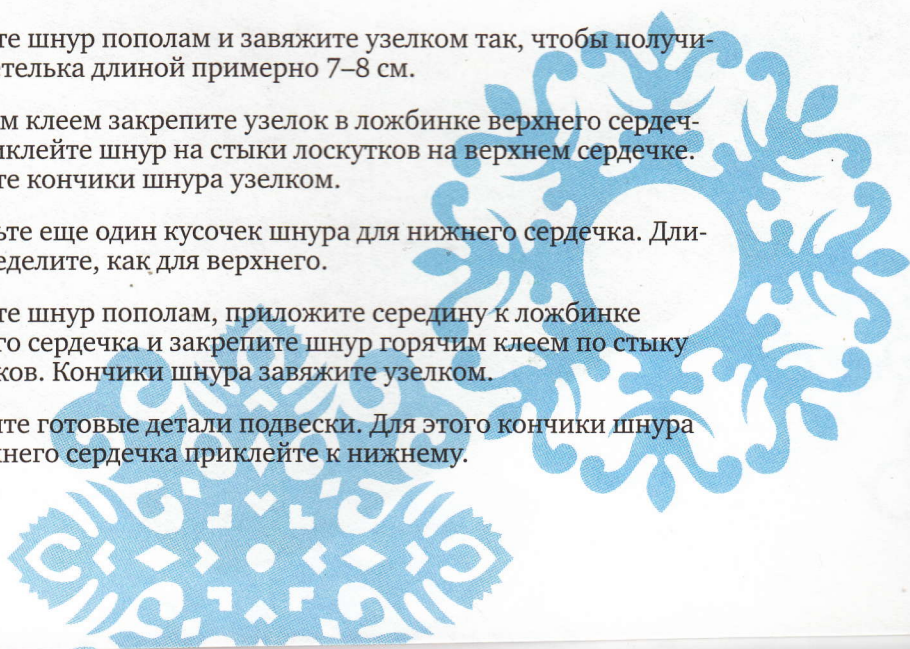 те шнур пополам и завяжите узелком так, чтобы получи-
етелька длиной примерно 7–8 см.
м клеем закрепите узелок в ложбинке верхнего сердеч-
иклейте шнур на стыки лоскутков на верхнем сердечке.
те кончики шнура узелком.
ьте еще один кусочек шнура для нижнего сердечка. Дли-
еделите, как для верхнего.
те шнур пополам, приложите середину к ложбинке
го сердечка и закрепите шнур горячим клеем по стыку
ков. Кончики шнура завяжите узелком.
ите готовые детали подвески. Для этого кончики шнура
него сердечка приклейте к нижнему.